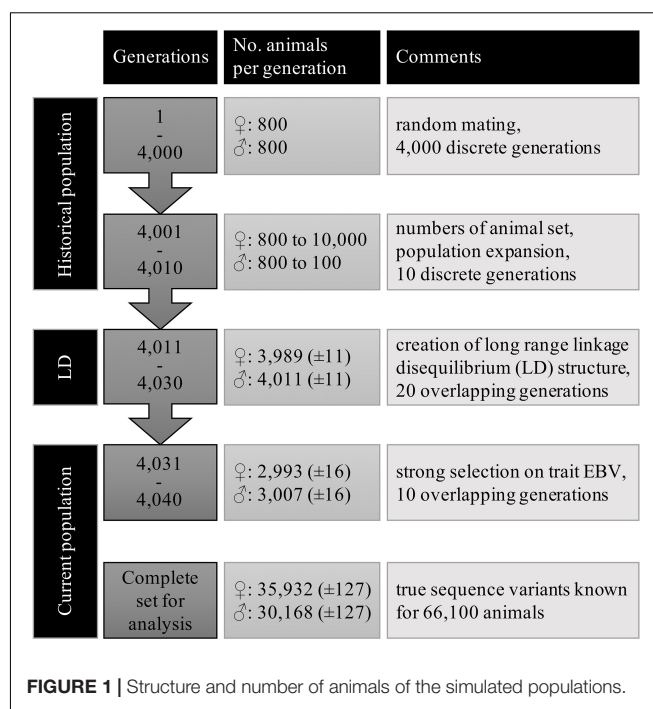 Generations
No. animals
per generation
Comments
Historical population
1
-
4,000
♀: 800
♂: 800
random mating,
4,000 discrete generations
4,001
-
4,010
♀: 800 to 10,000
♂: 800 to 100
numbers of animal set,
population expansion,
10 discrete generations
LD
4,011
-
4,030
♀: 3,989 (±11)
♂: 4,011 (±11)
creation of long range linkage
disequilibrium (LD) structure,
20 overlapping generations
Current population
4,031
-
4,040
♀: 2,993 (±16)
♂: 3,007 (±16)
strong selection on trait EBV,
10 overlapping generations
Complete
set for
analysis
♀: 35,932 (±127)
♂: 30,168 (±127)
true sequence variants known
for 66,100 animals
FIGURE 1 | Structure and number of animals of the simulated populations.